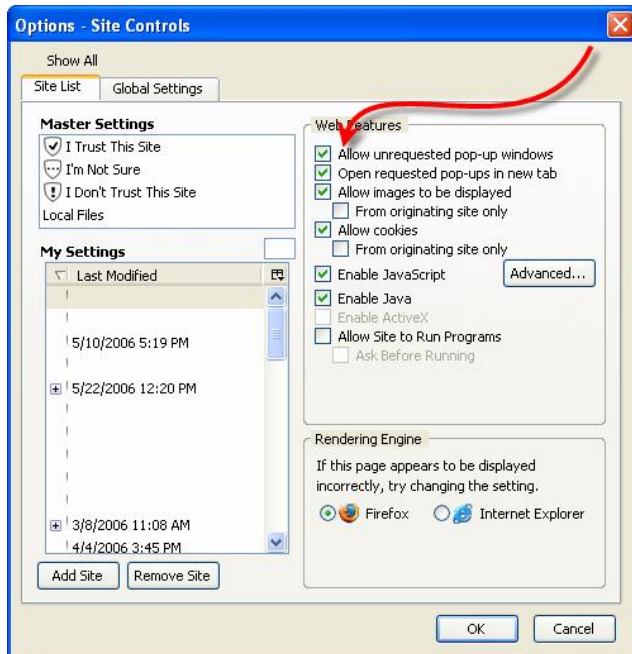 Options - Site Controls
Show All
Site List
Global Settings
Master Settings
I Trust This Site
I'm Not Sure
I Don't Trust This Site
Local Files
My Settings
Last Modified
5/10/2006 5:19 PM
5/22/2006 12:20 PM
3/8/2006 11:08 AM
4/4/2006 3:45 PM
Add Site
Remove Site
Web Features
Allow unrequested pop-up windows
Open requested pop-ups in new tab
Allow images to be displayed
From originating site only
Allow cookies
From originating site only
Enable JavaScript
Advanced...
Enable Java
Enable ActiveX
Allow Site to Run Programs
Ask Before Running
Rendering Engine
If this page appears to be displayed
incorrectly, try changing the setting.
Firefox
Internet Explorer
OK
Cancel